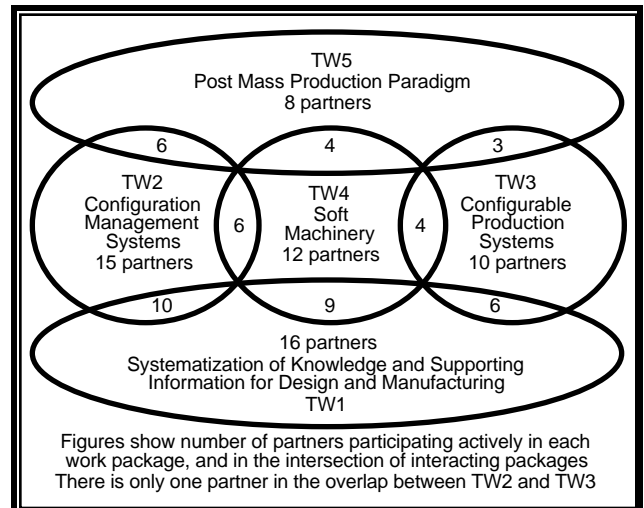 TW5
Post Mass Production Paradigm
8 partners
6
4
3
TW2
Configuration
Management
Systems
15 partners
6
TW4
Soft
Machinery
12 partners
4
TW3
Configurable
Production
Systems
10 partners
10
9
6
16 partners
Systematization of Knowledge and Supporting
Information for Design and Manufacturing
TW1
Figures show number of partners participating actively in each
work package, and in the intersection of interacting packages
There is only one partner in the overlap between TW2 and TW3